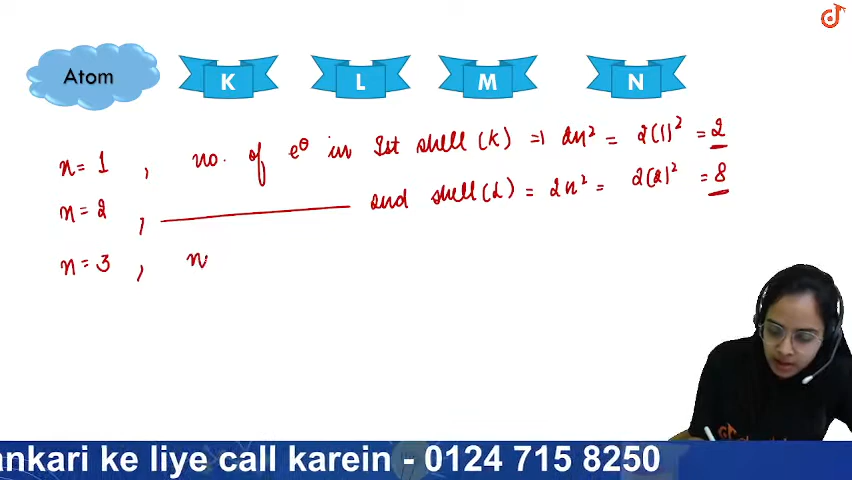 Atom K L M N
n=1 , no. of e⊖ in Ist shell (K) ⇒ 2n² = 2(1)² = 2
n=2 , 2nd shell (L) = 2n² = 2(2)² = 8
n=3 , n
ankari ke liye call karein - 0124 715 8250